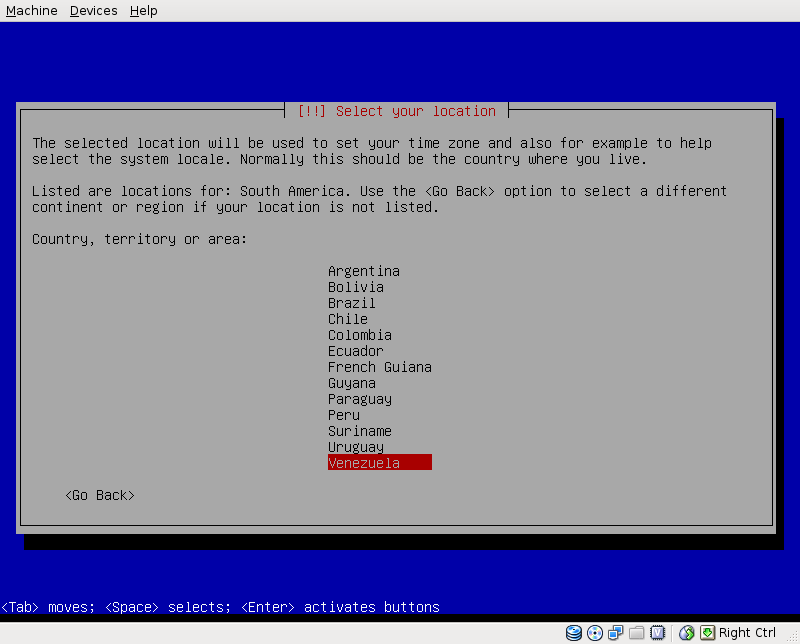 Machine Devices Help
[!!] Select your location
The selected location will be used to set your time zone and also for example to help
select the system locale. Normally this should be the country where you live.
Listed are locations for: South America. Use the <Go Back> option to select a different
continent or region if your location is not listed.
Country, territory or area:
Argentina
Bolivia
Brazil
Chile
Colombia
Ecuador
French Guiana
Guyana
Paraguay
Peru
Suriname
Uruguay
Venezuela
<Go Back>
<Tab> moves; <Space> selects; <Enter> activates buttons
Right Ctrl